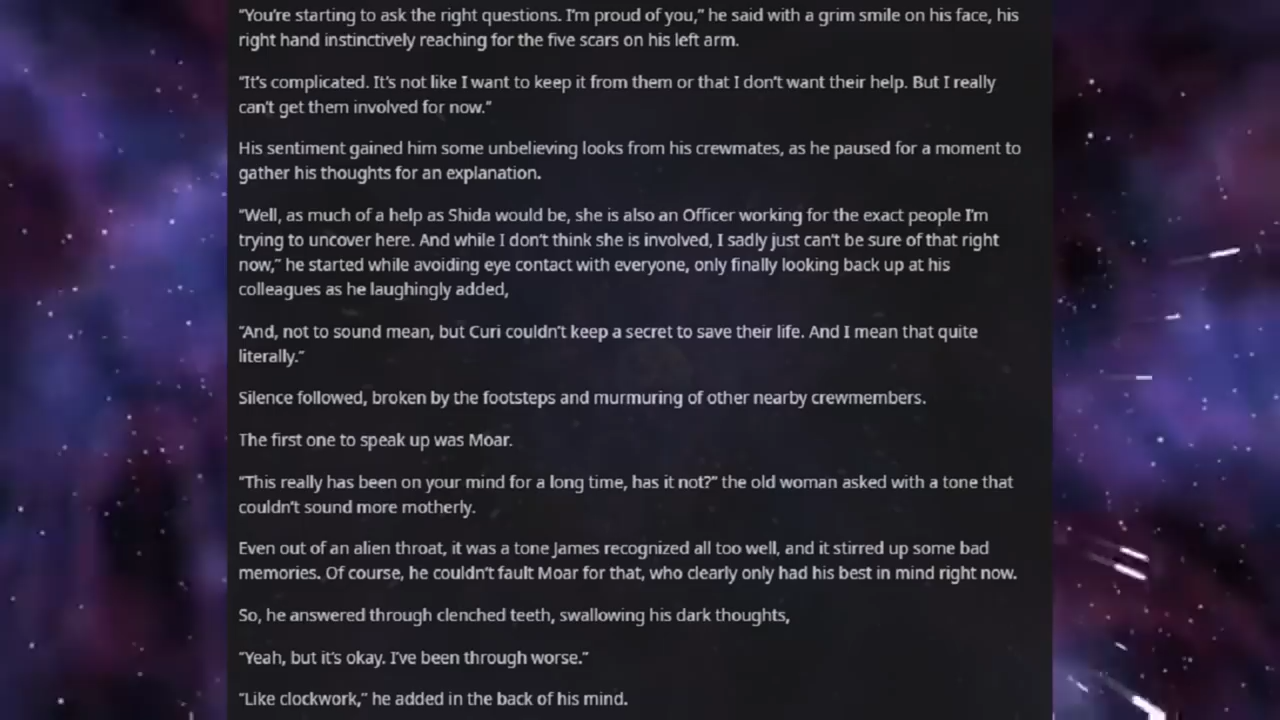 “You’re starting to ask the right questions. I’m proud of you,” he said with a grim smile on his face, his
right hand instinctively reaching for the five scars on his left arm.
“It’s complicated. It’s not like I want to keep it from them or that I don’t want their help. But I really
can’t get them involved for now.”
His sentiment gained him some unbelieving looks from his crewmates, as he paused for a moment to
gather his thoughts for an explanation.
“Well, as much of a help as Shida would be, she is also an Officer working for the exact people I’m
trying to uncover here. And while I don’t think she is involved, I sadly just can’t be sure of that right
now,” he started while avoiding eye contact with everyone, only finally looking back up at his
colleagues as he laughingly added,
“And, not to sound mean, but Curi couldn’t keep a secret to save their life. And I mean that quite
literally.”
Silence followed, broken by the footsteps and murmuring of other nearby crewmembers.
The first one to speak up was Moar.
“This really has been on your mind for a long time, has it not?” the old woman asked with a tone that
couldn’t sound more motherly.
Even out of an alien throat, it was a tone James recognized all too well, and it stirred up some bad
memories. Of course, he couldn’t fault Moar for that, who clearly only had his best in mind right now.
So, he answered through clenched teeth, swallowing his dark thoughts,
“Yeah, but it’s okay. I’ve been through worse.”
“Like clockwork,” he added in the back of his mind.